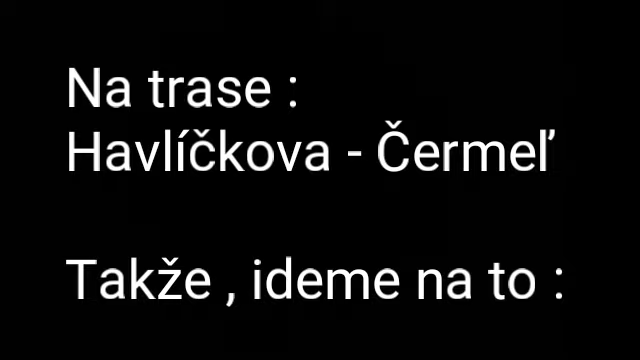 Na trase :
Havlíčkova - Čermeľ
Takže , ideme na to :